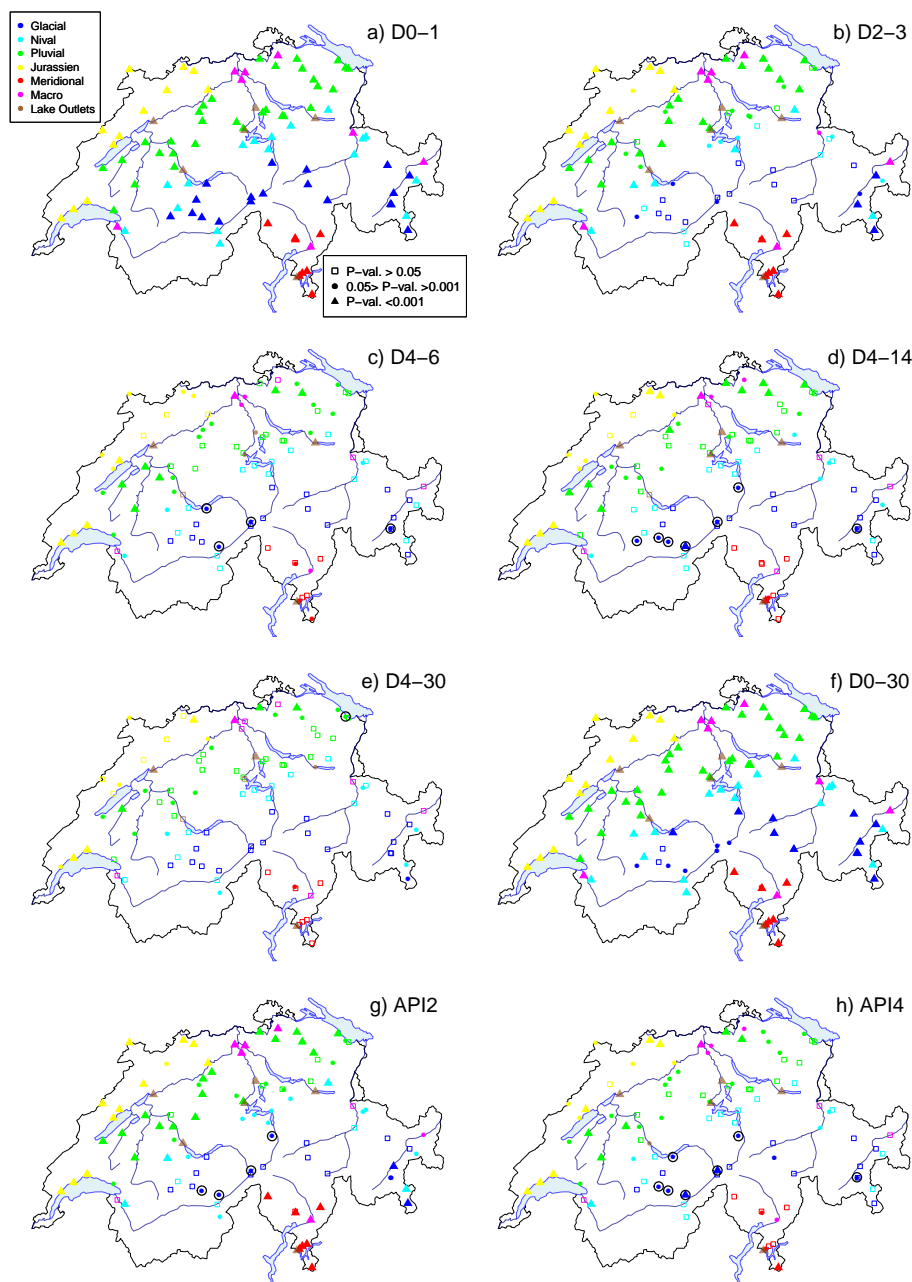 Glacial
Nival
Pluvial
Jurassien
Meridional
Macro
Lake Outlets
a) D0−1
b) D2−3
P−val. > 0.05
0.05> P−val. >0.001
P−val. <0.001
c) D4−6
d) D4−14
e) D4−30
f) D0−30
g) API2
h) API4